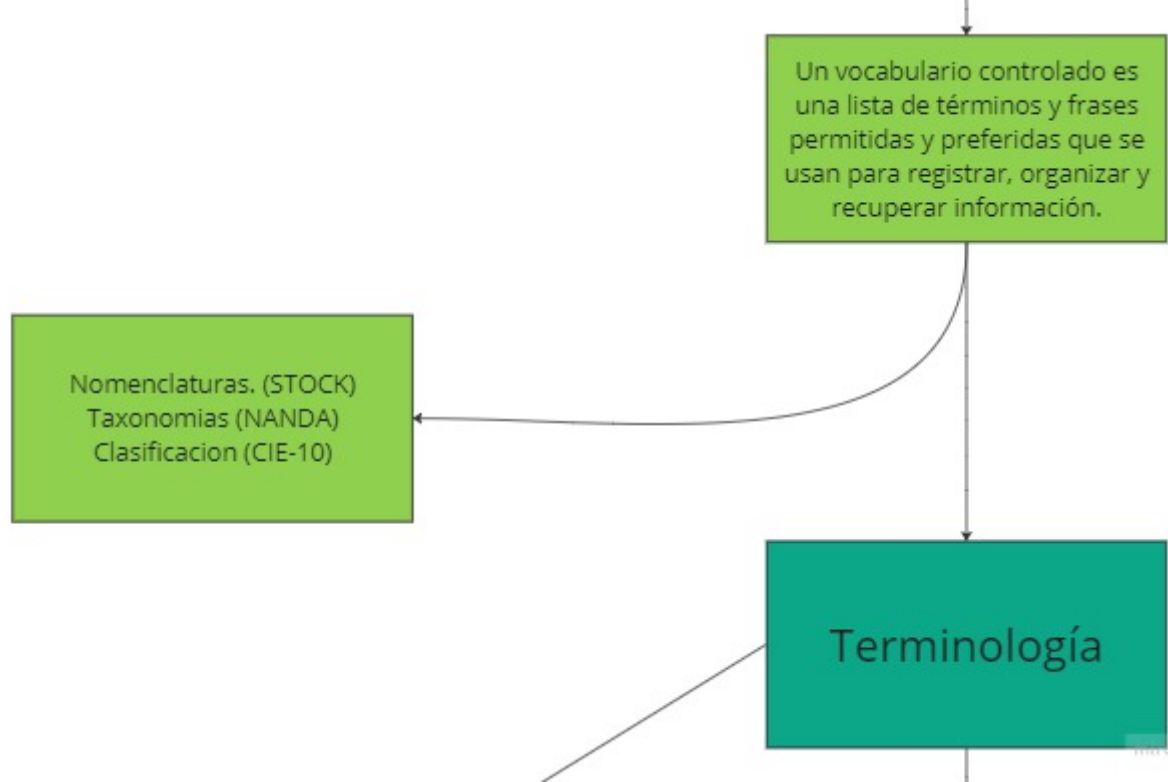 Un vocabulario controlado es
una lista de términos y frases
permitidas y preferidas que se
usan para registrar, organizar y
recuperar información.
Nomenclaturas. (STOCK)
Taxonomias (NANDA)
Clasificacion (CIE-10)
Terminología